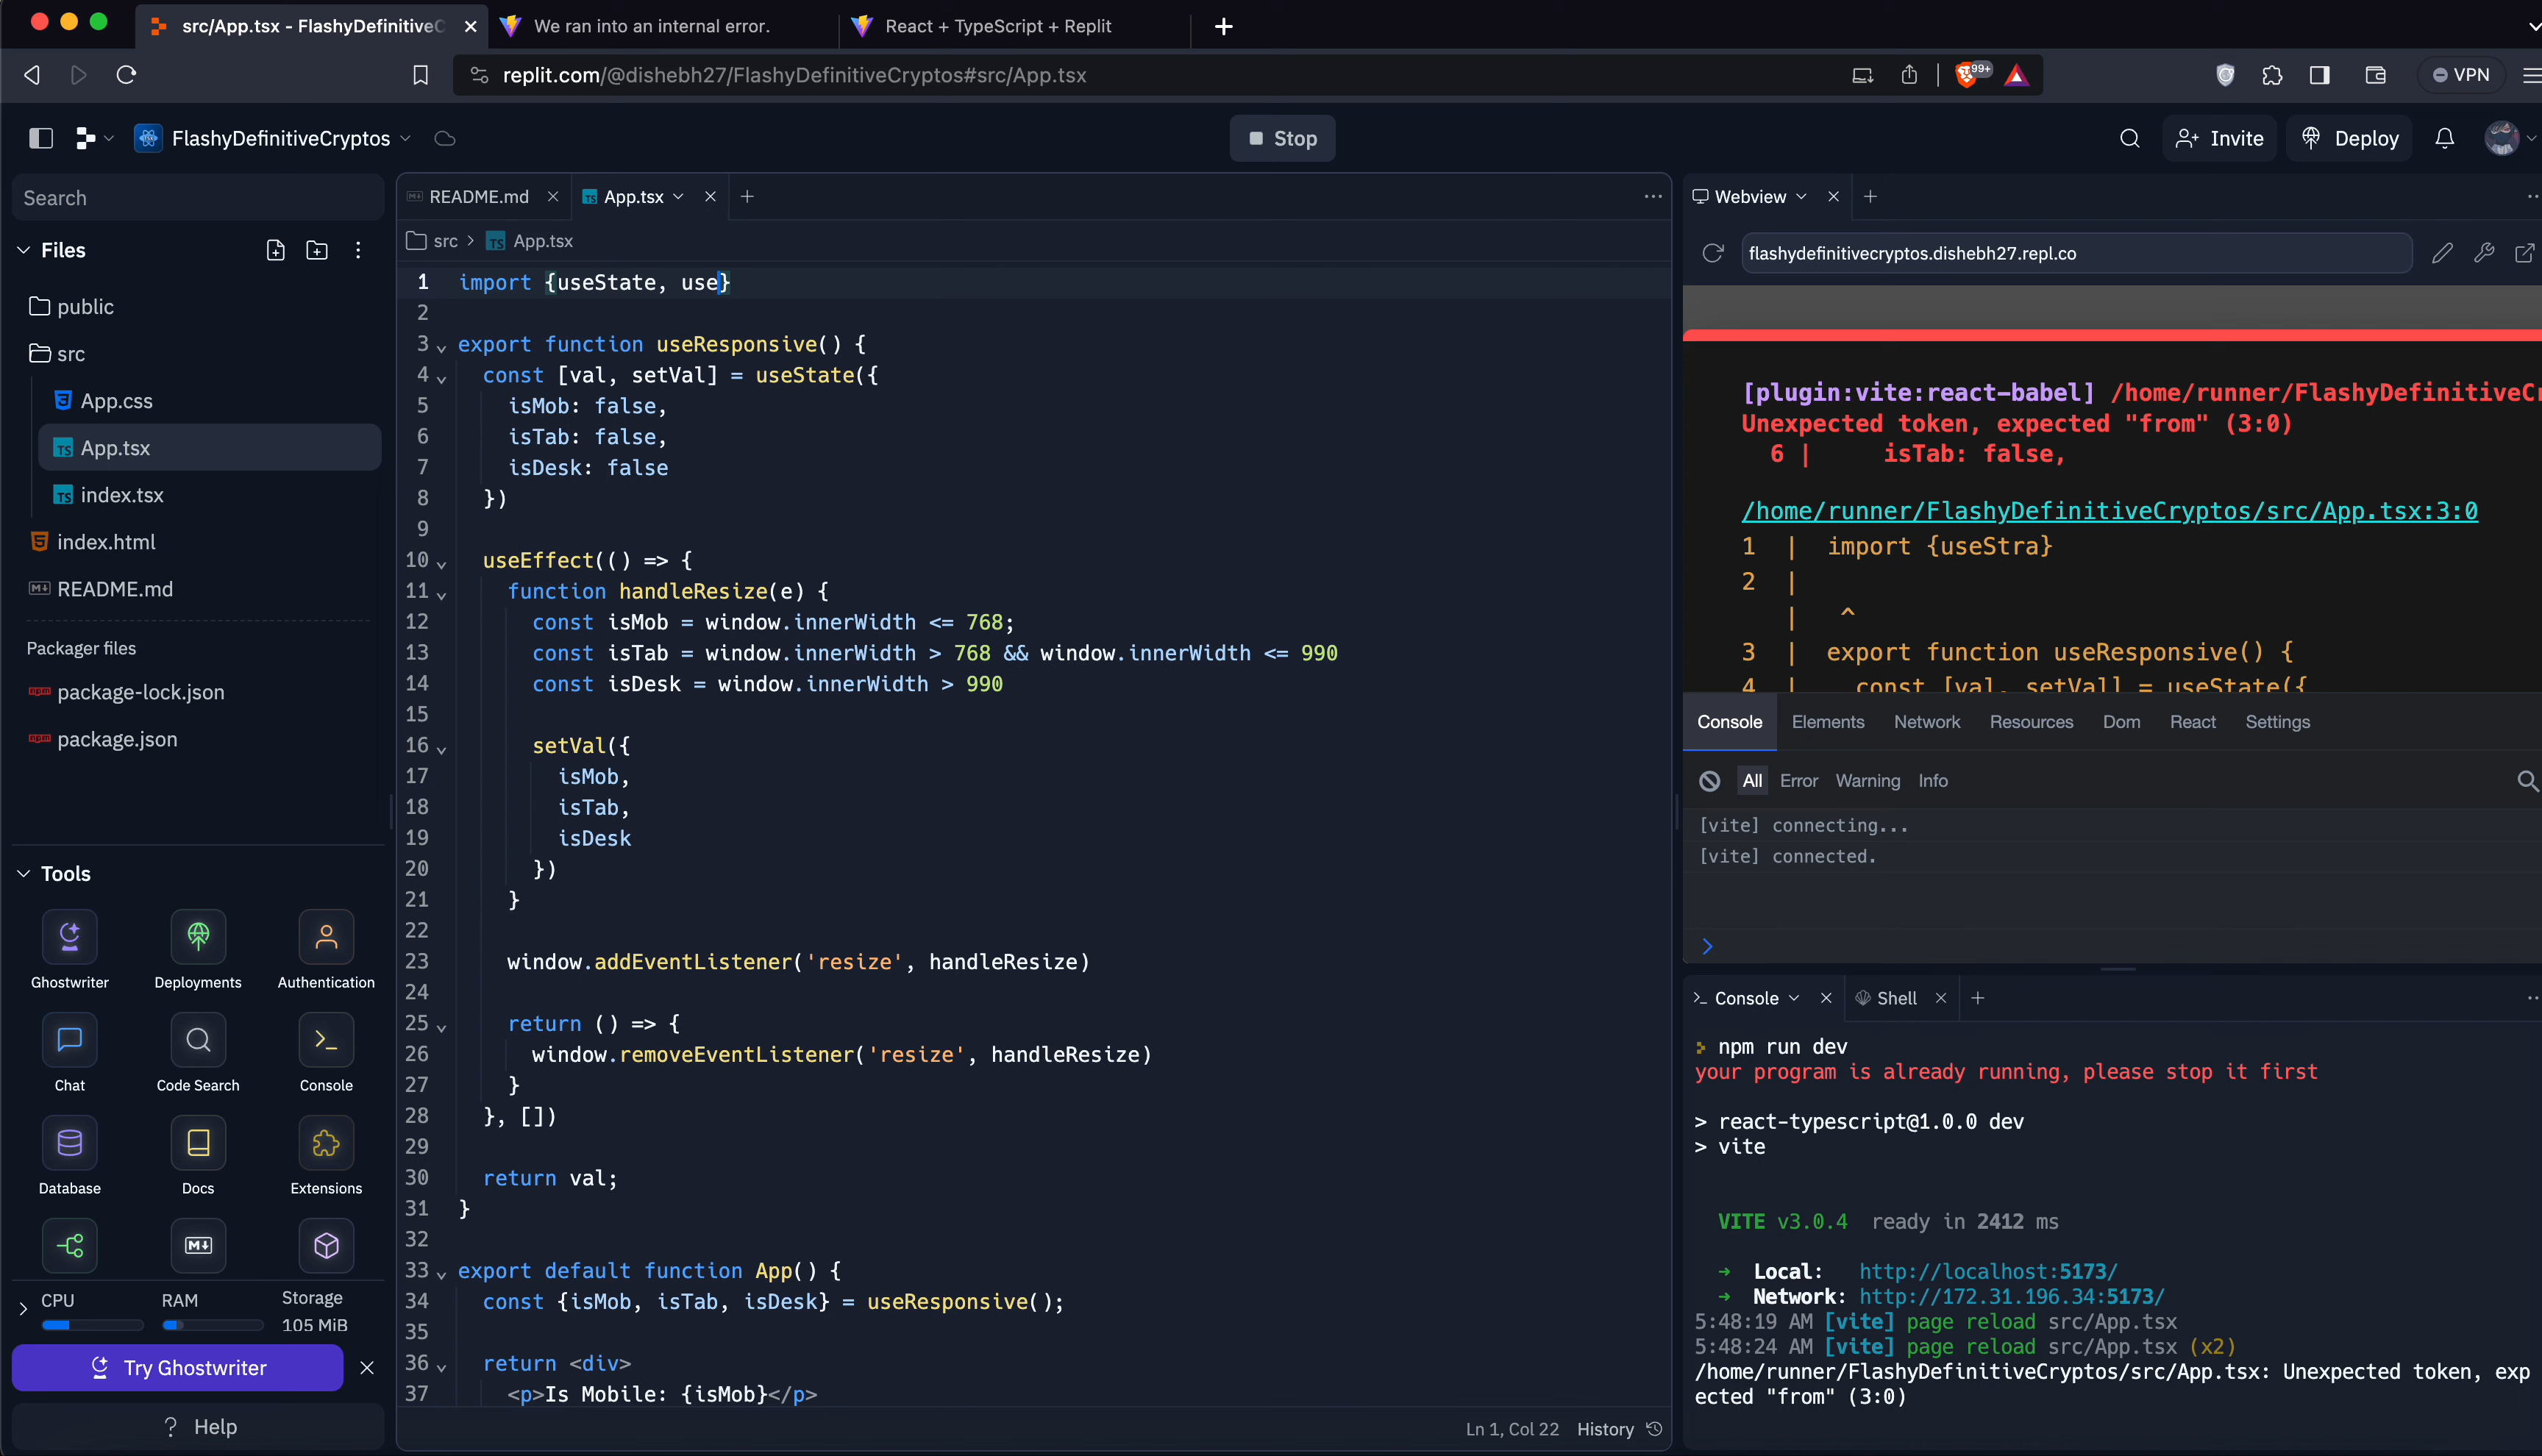 src/App.tsx - FlashyDefinitiveC
We ran into an internal error.
React + TypeScript + Replit
replit.com/@dishebh27/FlashyDefinitiveCryptos#src/App.tsx
99+
VPN
FlashyDefinitiveCryptos
Stop
Invite
Deploy
Search
Files
public
src
App.css
App.tsx
index.tsx
index.html
README.md
Packager files
package-lock.json
package.json
Tools
Ghostwriter
Deployments
Authentication
Chat
Code Search
Console
Database
Docs
Extensions
CPU
RAM
Storage
105 MiB
Try Ghostwriter
? Help
README.md
App.tsx
src > App.tsx
1 import {useState, use}
2
3 export function useResponsive() {
4 const [val, setVal] = useState({
5 isMob: false,
6 isTab: false,
7 isDesk: false
8 })
9
10 useEffect(() => {
11 function handleResize(e) {
12 const isMob = window.innerWidth <= 768;
13 const isTab = window.innerWidth > 768 && window.innerWidth <= 990
14 const isDesk = window.innerWidth > 990
15
16 setVal({
17 isMob,
18 isTab,
19 isDesk
20 })
21 }
22
23 window.addEventListener('resize', handleResize)
24
25 return () => {
26 window.removeEventListener('resize', handleResize)
27 }
28 }, [])
29
30 return val;
31 }
32
33 export default function App() {
34 const {isMob, isTab, isDesk} = useResponsive();
35
36 return <div>
37 <p>Is Mobile: {isMob}</p>
Ln 1, Col 22 History
Webview
flashydefinitivecryptos.dishebh27.repl.co
[plugin:vite:react-babel] /home/runner/FlashyDefinitiveCr
Unexpected token, expected "from" (3:0)
6 | isTab: false,
/home/runner/FlashyDefinitiveCryptos/src/App.tsx:3:0
1 | import {useStra}
2 |
| ^
3 | export function useResponsive() {
4 | const [val, setVal] = useState({
Console Elements Network Resources Dom React Settings
All Error Warning Info
[vite] connecting...
[vite] connected.
Console
Shell
npm run dev
your program is already running, please stop it first
> react-typescript@1.0.0 dev
> vite
VITE v3.0.4 ready in 2412 ms
➜ Local: http://localhost:5173/
➜ Network: http://172.31.196.34:5173/
5:48:19 AM [vite] page reload src/App.tsx
5:48:24 AM [vite] page reload src/App.tsx (x2)
/home/runner/FlashyDefinitiveCryptos/src/App.tsx: Unexpected token, exp
ected "from" (3:0)